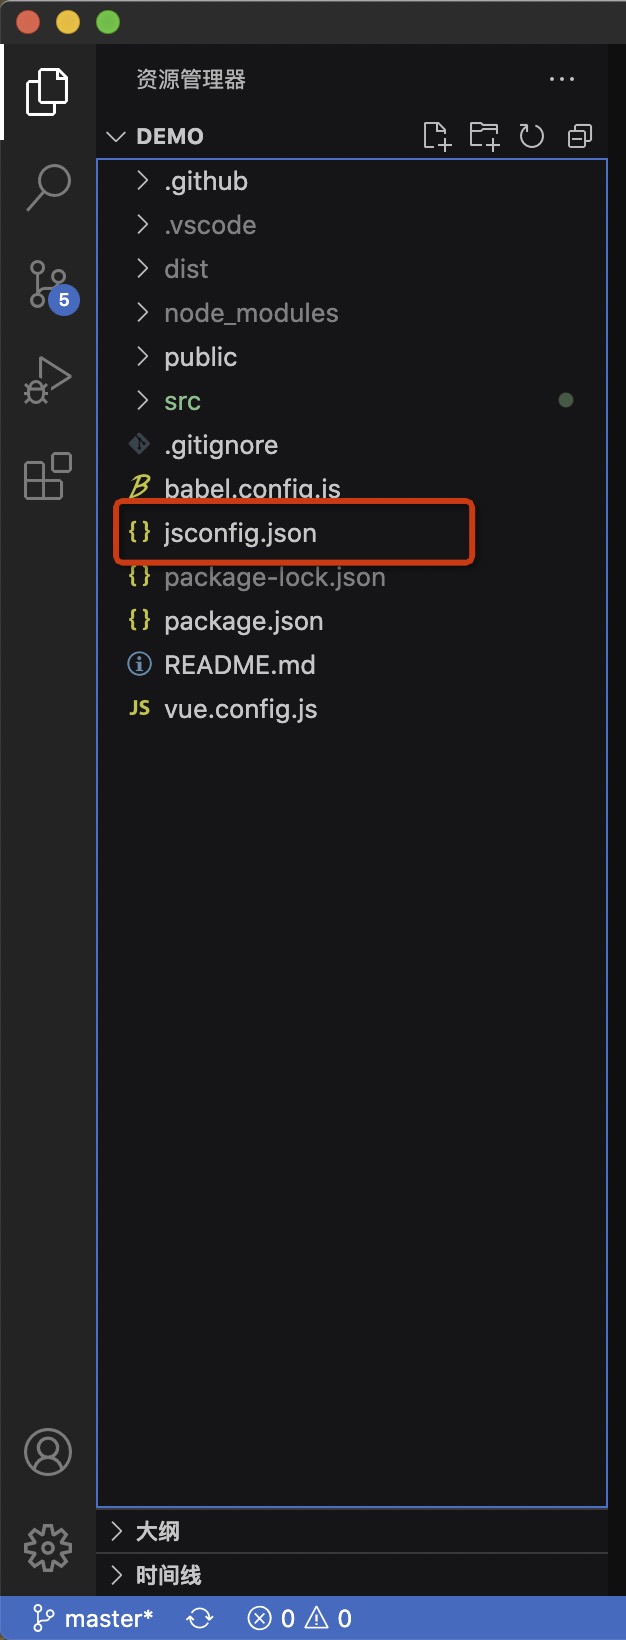 资源管理器
DEMO
.github
.vscode
dist
5
node_modules
public
src
.gitignore
babel.config.js
{} jsconfig.json
{} package-lock.json
{} package.json
README.md
JS vue.config.js
大纲
时间线
master* 0 0